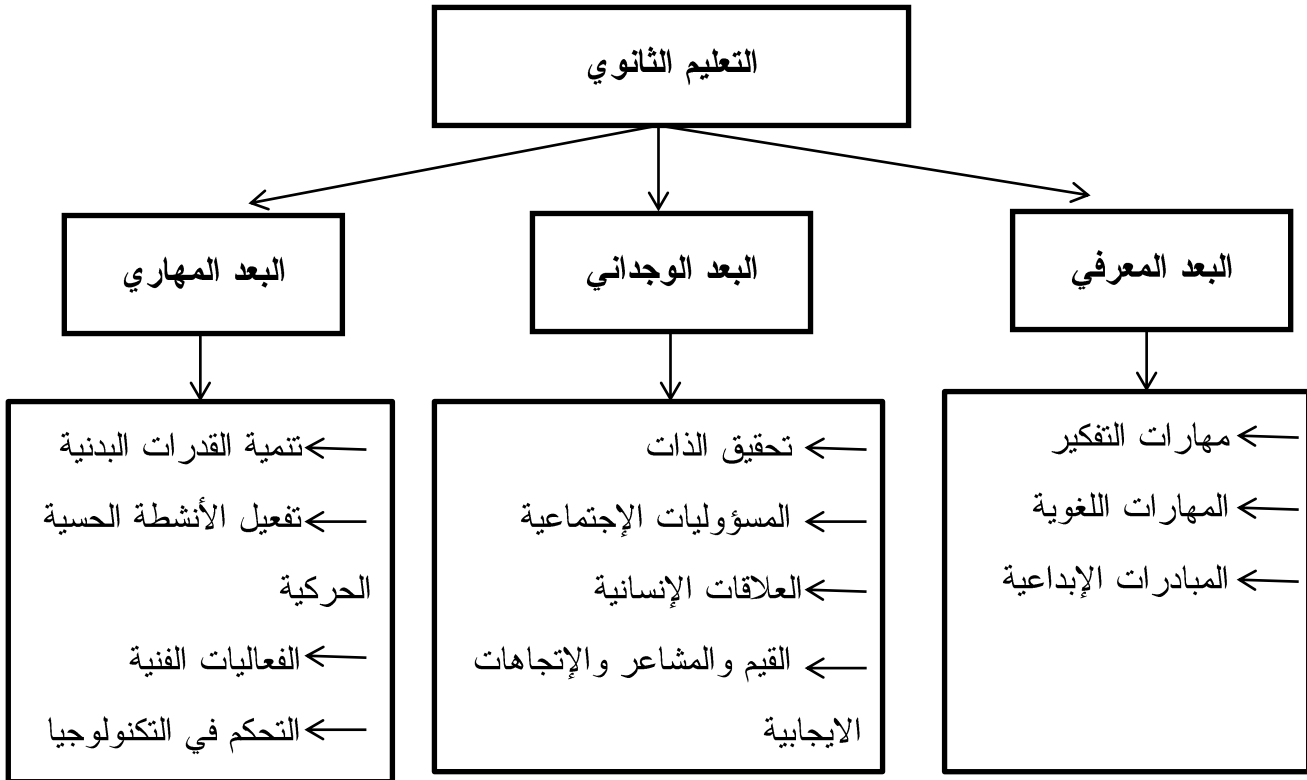 التعليم الثانوي
البعد المعرفي
البعد الوجداني
البعد المهاري
مهارات التفكير
المهارات اللغوية
المبادرات الإبداعية
تحقيق الذات
المسؤوليات الإجتماعية
العلاقات الإنسانية
القيم والمشاعر والإتجاهات
الايجابية
تنمية القدرات البدنية
تفعيل الأنشطة الحسية
الحركية
الفعاليات الفنية
التحكم في التكنولوجيا